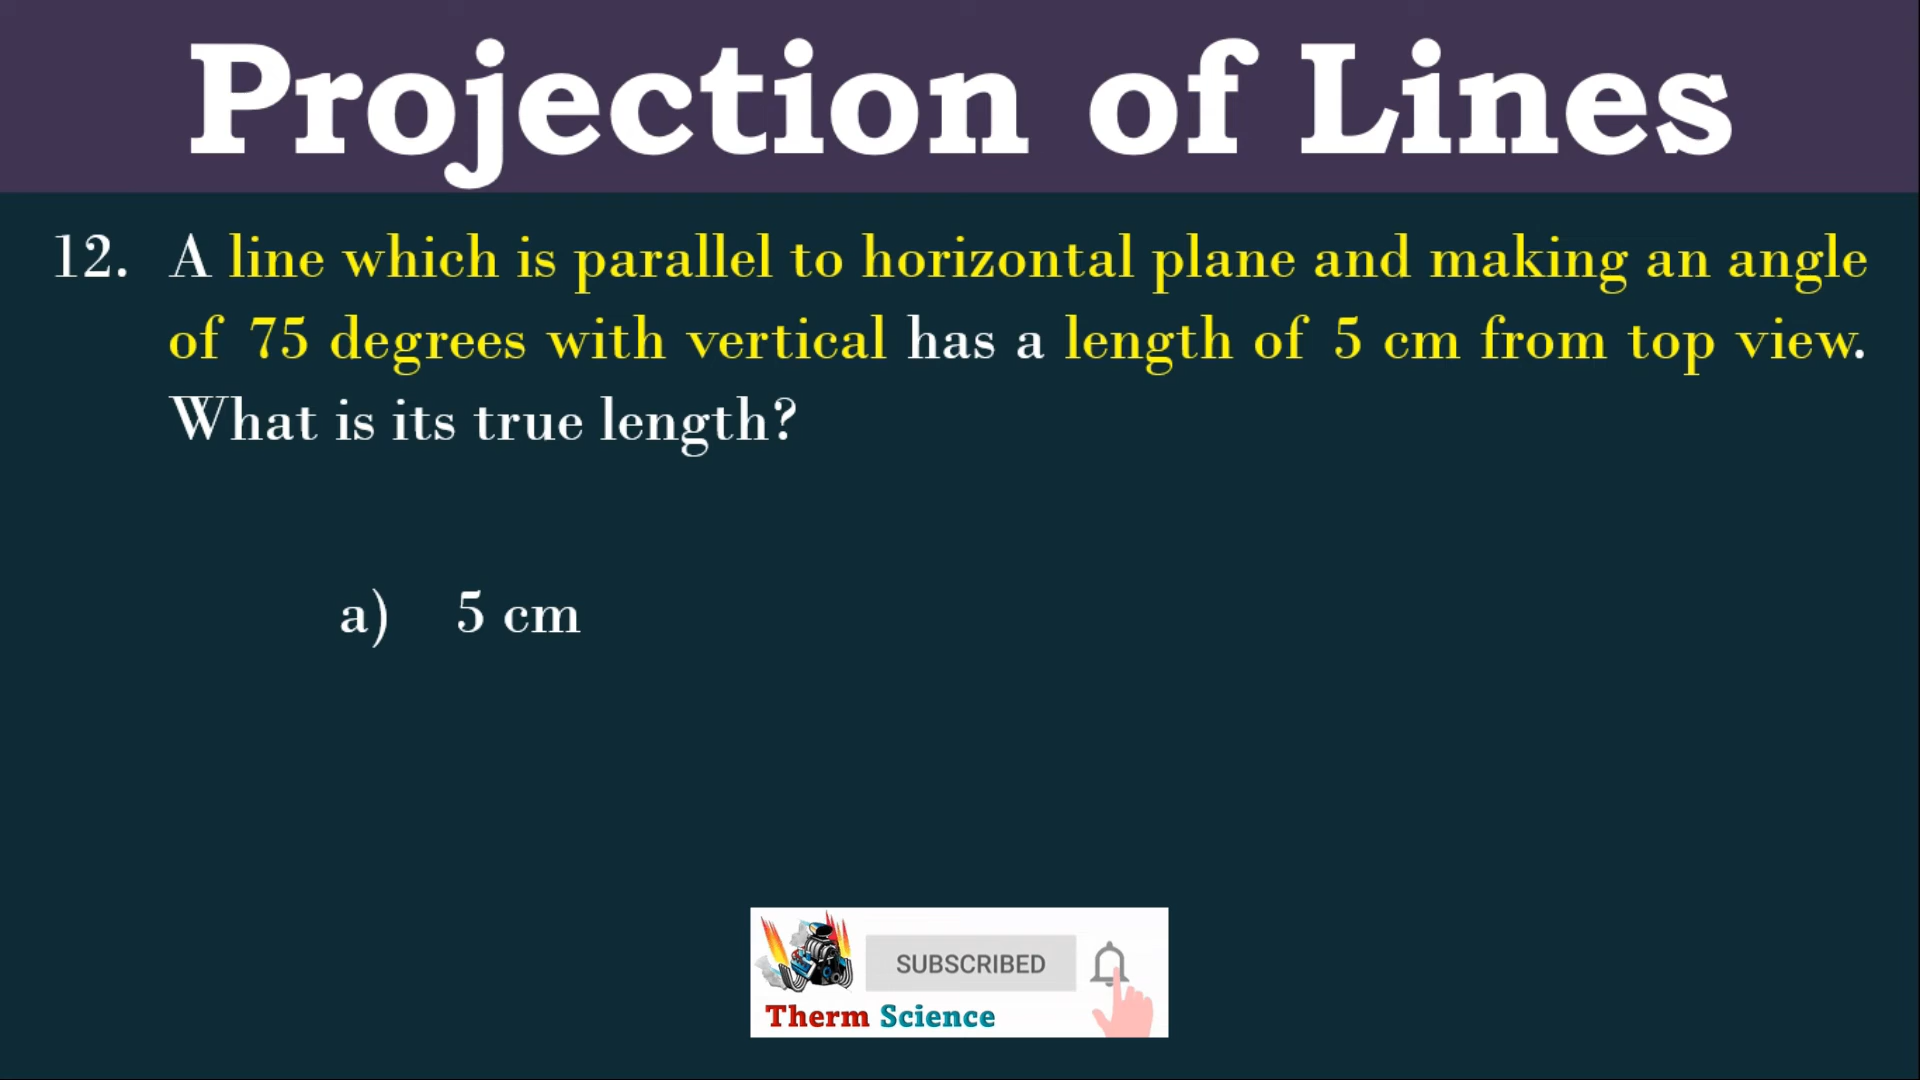 Projection of Lines
12. A line which is parallel to horizontal plane and making an angle
of 75 degrees with vertical has a length of 5 cm from top view.
What is its true length?
a) 5 cm
SUBSCRIBED
Therm Science